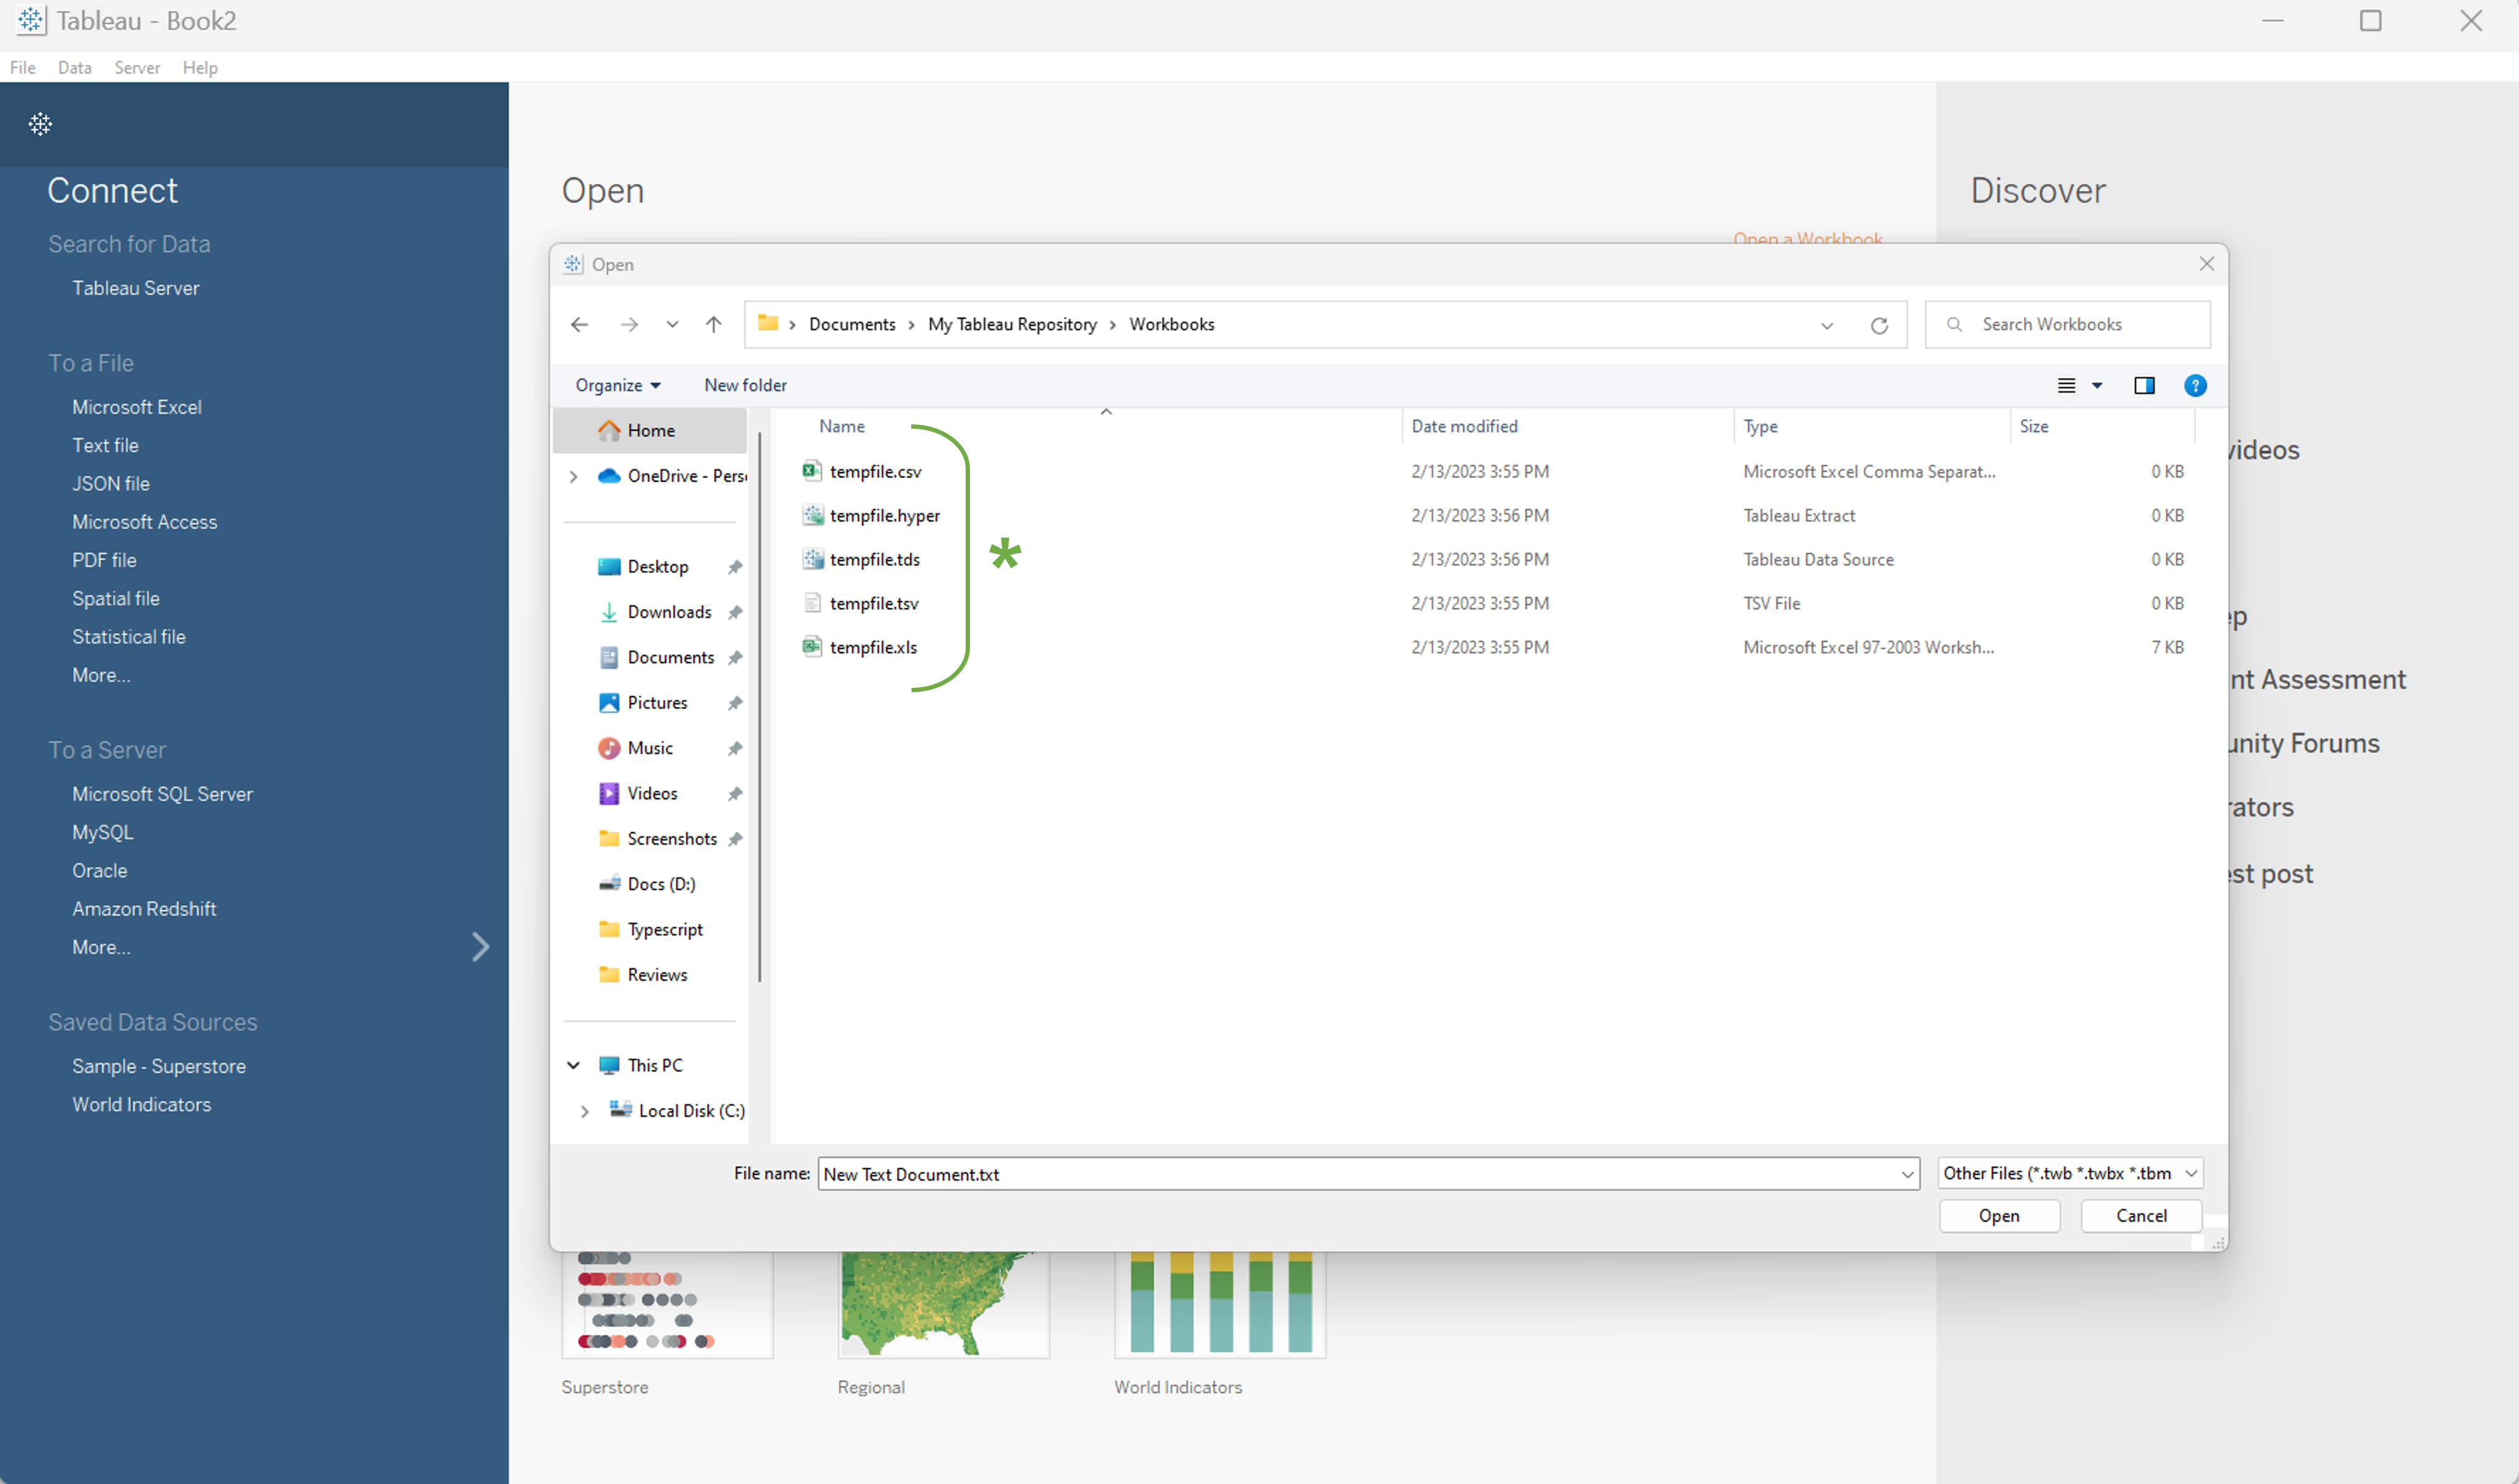 Tableau - Book2
File Data Server Help
Connect
Search for Data
Tableau Server
To a File
Microsoft Excel
Text file
JSON file
Microsoft Access
PDF file
Spatial file
Statistical file
More...
To a Server
Microsoft SQL Server
MySQL
Oracle
Amazon Redshift
More...
Saved Data Sources
Sample - Superstore
World Indicators
Open
Open a Workbook
Open
Documents > My Tableau Repository > Workbooks
Search Workbooks
Organize New folder
Home
OneDrive - Pers
Desktop
Downloads
Documents
Pictures
Music
Videos
Screenshots
Docs (D:)
Typescript
Reviews
This PC
Local Disk (C:)
Name Date modified Type Size
tempfile.csv 2/13/2023 3:55 PM Microsoft Excel Comma Separat... 0 KB
tempfile.hyper 2/13/2023 3:56 PM Tableau Extract 0 KB
tempfile.tds 2/13/2023 3:56 PM Tableau Data Source 0 KB
tempfile.tsv 2/13/2023 3:55 PM TSV File 0 KB
tempfile.xls 2/13/2023 3:55 PM Microsoft Excel 97-2003 Worksh... 7 KB
*
File name: New Text Document.txt Other Files (*.twb *.twbx *.tbm
Open Cancel
Superstore
Regional
World Indicators
Discover
videos
ep
nt Assessment
unity Forums
rators
est post